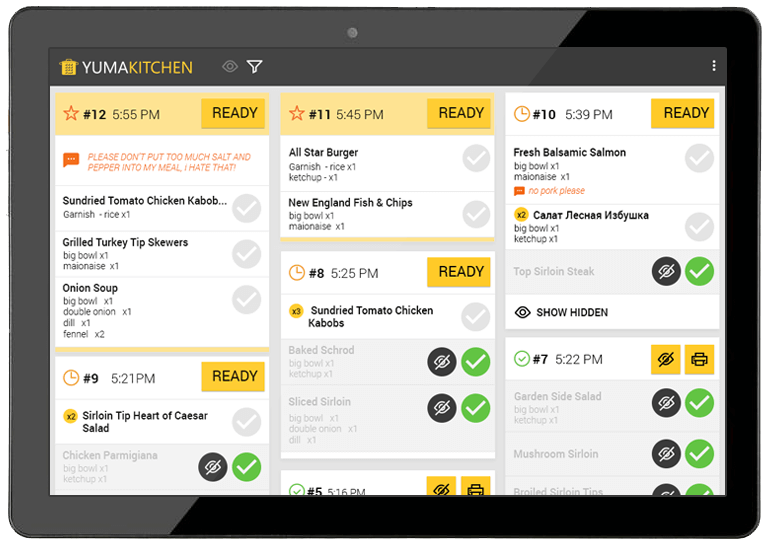 YUMAKITCHEN
#12 5:55 PM READY
PLEASE DON'T PUT TOO MUCH SALT AND
PEPPER INTO MY MEAL, I HATE THAT!
Sundried Tomato Chicken Kabob...
Garnish - rice x1
Grilled Turkey Tip Skewers
big bowl x1
maionaise x1
Onion Soup
big bowl x1
double onion x1
dill x1
fennel x2
#9 5:21PM READY
x2 Sirloin Tip Heart of Caesar
Salad
Chicken Parmigiana
big bowl x1
ketchup x1
#11 5:45 PM READY
All Star Burger
Garnish - rice x1
ketchup - x1
New England Fish & Chips
big bowl x1
maionaise x1
#8 5:25 PM READY
x3 Sundried Tomato Chicken
Kabobs
Baked Schrod
big bowl x1
ketchup x1
Sliced Sirloin
big bowl x1
double onion x1
dill x1
#5 5:16 PM
#10 5:39 PM READY
Fresh Balsamic Salmon
big bowl x1
maionaise x1
no pork please
x2 Салат Лесная Избушка
big bowl x1
ketchup x1
Top Sirloin Steak
SHOW HIDDEN
#7 5:22 PM
Garden Side Salad
big bowl x1
ketchup x1
Mushroom Sirloin
Broiled Sirloin Tips